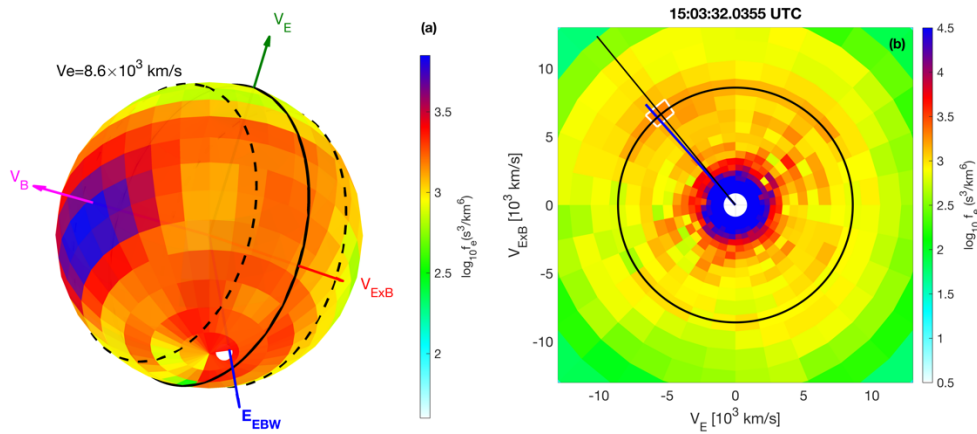 V_E
(a)
Ve=8.6×10^3 km/s
V_B
V_ExB
E_EBW
3.5
3
2.5
2
log_10 f_e (s^3/km^6)
15:03:32.0355 UTC
(b)
10
5
0
-5
-10
V_ExB [10^3 km/s]
-10 -5 0 5 10
V_E [10^3 km/s]
4.5
4
3.5
3
2.5
2
1.5
1
0.5
log_10 f_e (s^3/km^6)